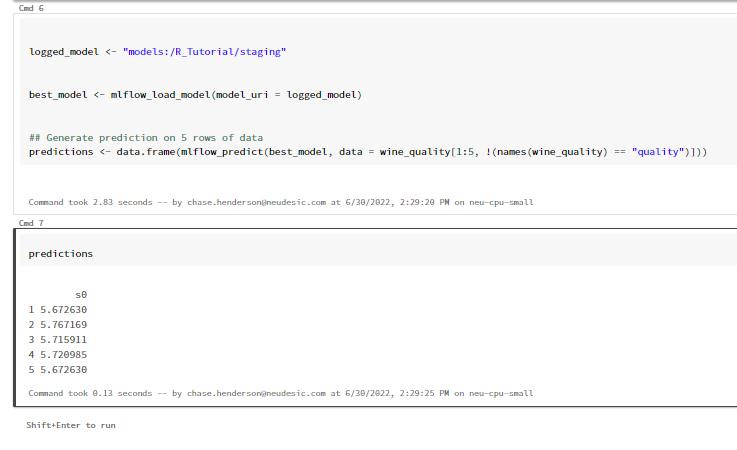 Cmd 6
logged_model <- "models:/R_Tutorial/staging"
best_model <- mlflow_load_model(model_uri = logged_model)
## Generate prediction on 5 rows of data
predictions <- data.frame(mlflow_predict(best_model, data = wine_quality[1:5, !(names(wine_quality) == "quality")]))
Command took 2.83 seconds -- by chase.henderson@neudesic.com at 6/30/2022, 2:29:20 PM on neu-cpu-small
Cmd 7
predictions
s0
1 5.672630
2 5.767169
3 5.715911
4 5.720985
5 5.672630
Command took 0.13 seconds -- by chase.henderson@neudesic.com at 6/30/2022, 2:29:25 PM on neu-cpu-small
Shift+Enter to run